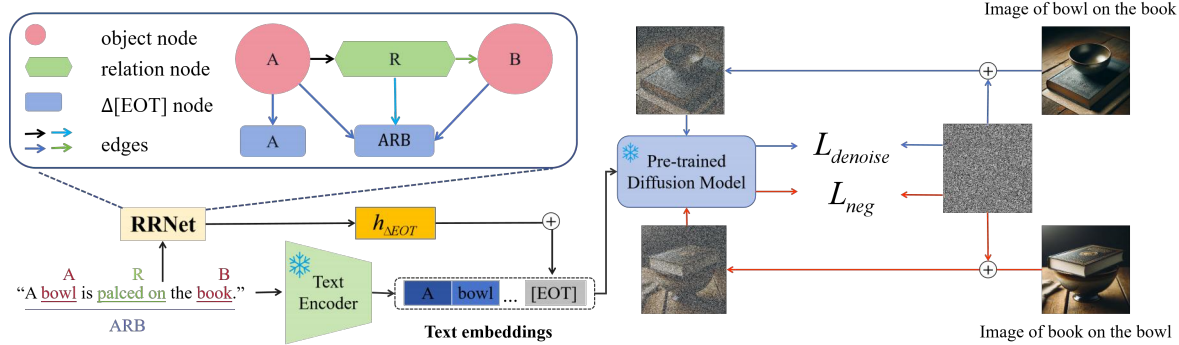 Image of bowl on the book
object node
relation node
Δ[EOT] node
edges
A
R
B
A
ARB
Pre-trained
Diffusion Model
L_denoise
L_neg
RRNet
h_ΔEOT
A
R
B
“A bowl is palced on the book.”
ARB
Text
Encoder
A
bowl
...
[EOT]
Text embeddings
Image of book on the bowl